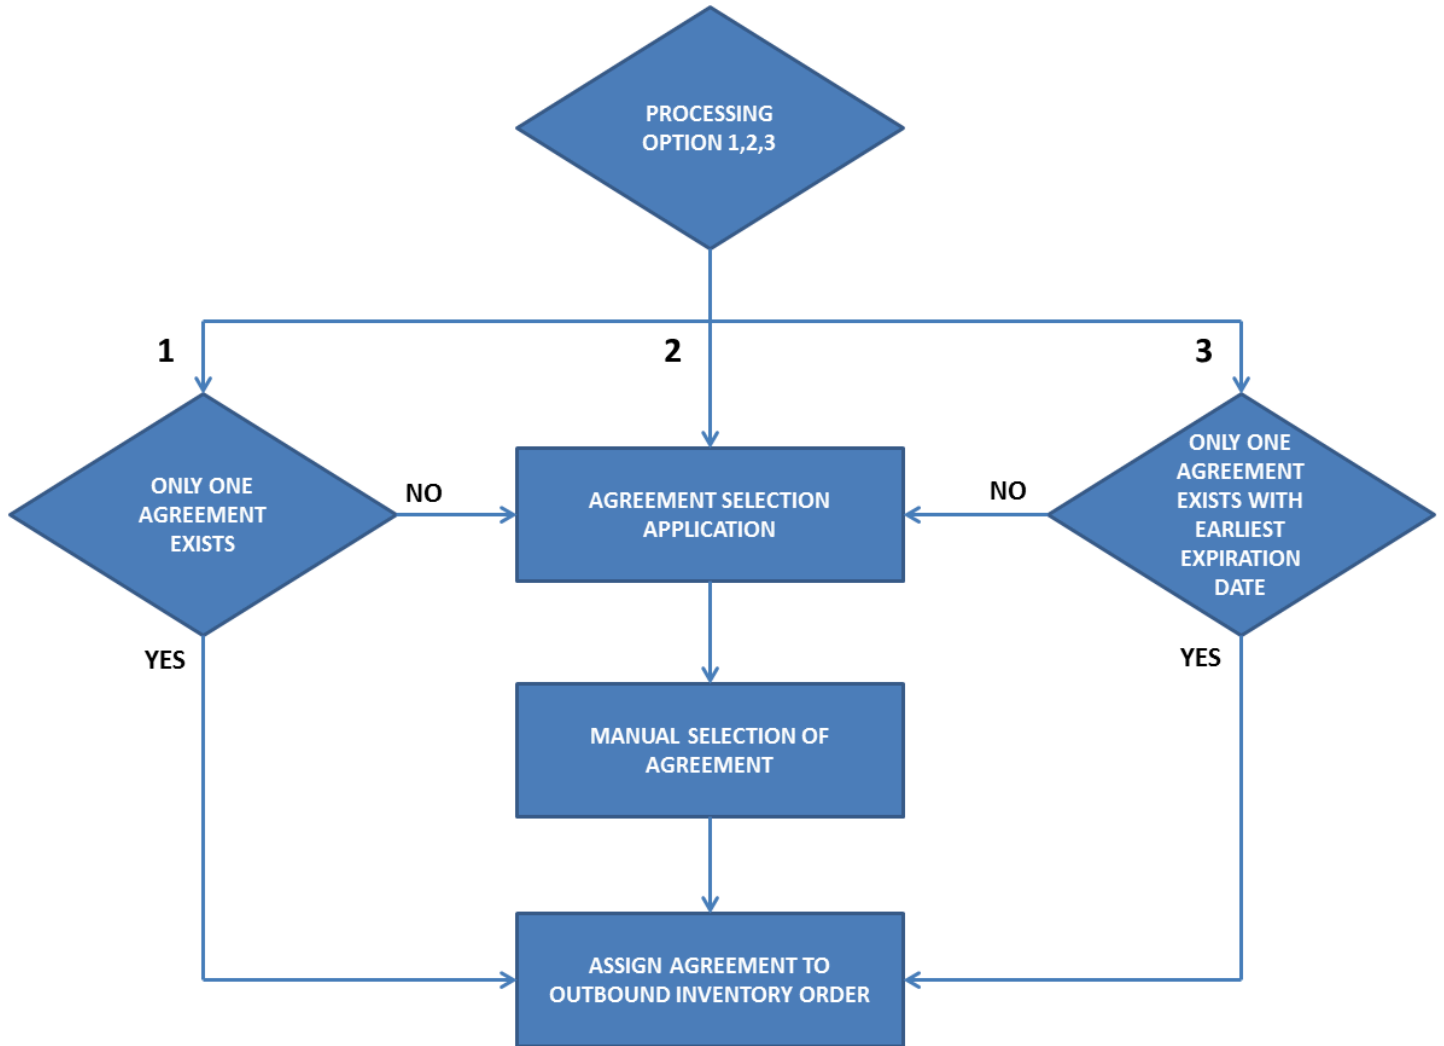 PROCESSING
OPTION 1,2,3
1
2
3
ONLY ONE
AGREEMENT
EXISTS
NO
AGREEMENT SELECTION
APPLICATION
NO
ONLY ONE
AGREEMENT
EXISTS WITH
EARLIEST
EXPIRATION
DATE
YES
YES
MANUAL SELECTION OF
AGREEMENT
ASSIGN AGREEMENT TO
OUTBOUND INVENTORY ORDER